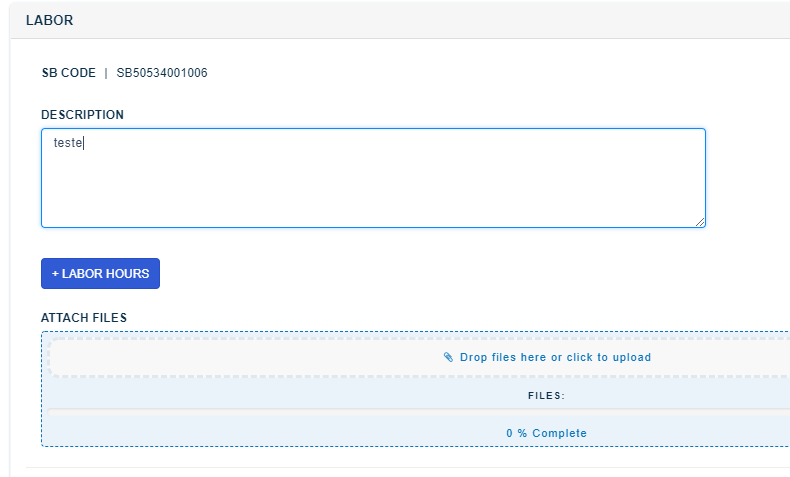 LABOR
SB CODE | SB50534001006
DESCRIPTION
teste
+ LABOR HOURS
ATTACH FILES
Drop files here or click to upload
FILES:
0 % Complete